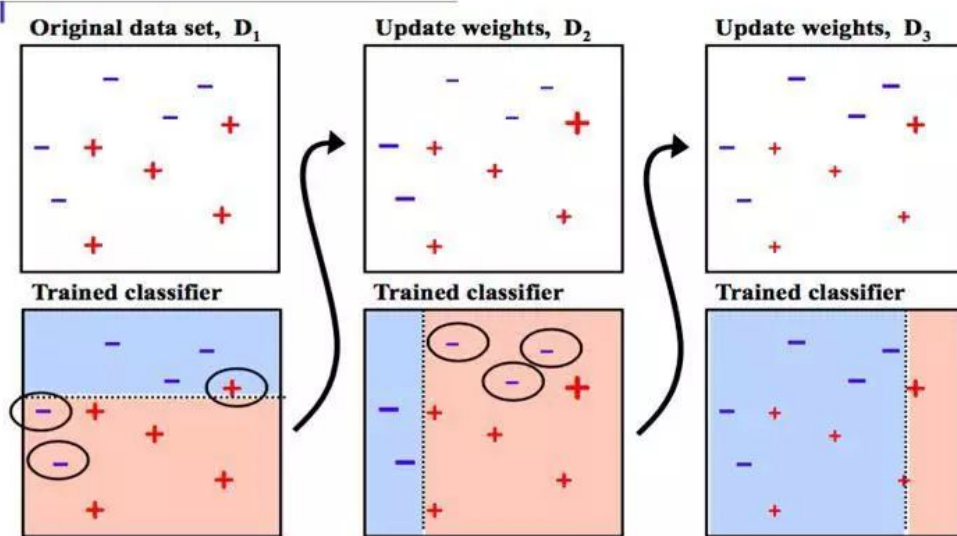 Original data set, D1
Update weights, D2
Update weights, D3
Trained classifier
Trained classifier
Trained classifier